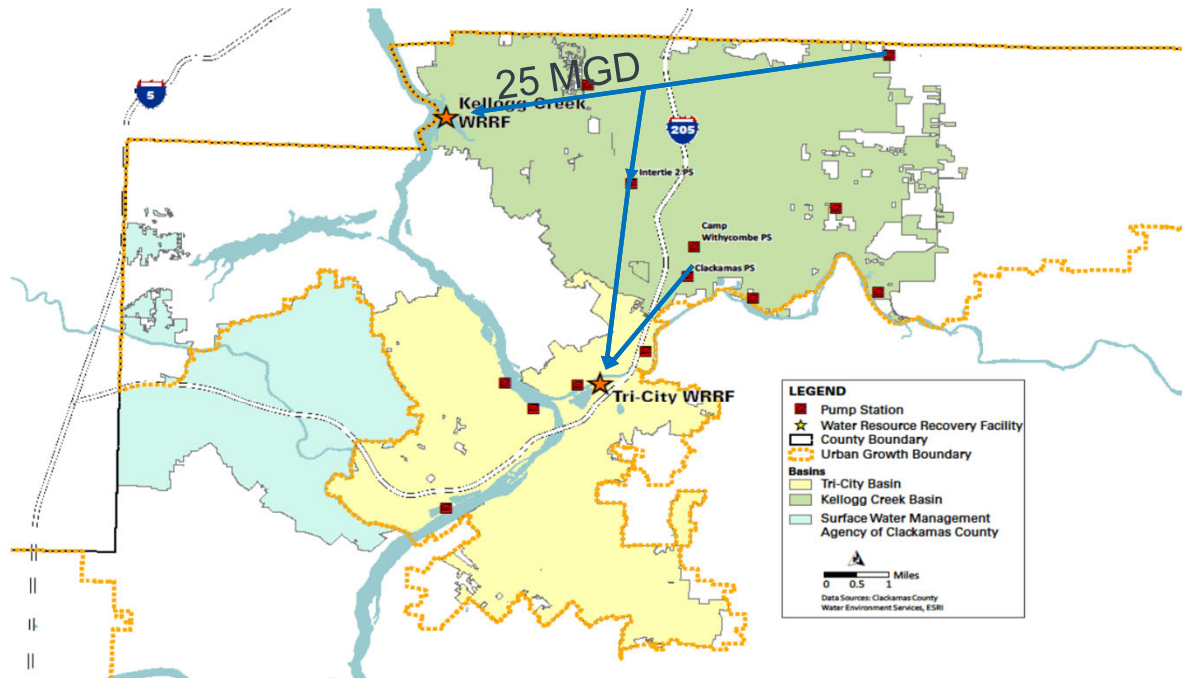 25 MGD
5
Kellogg Creek
WRRF
205
Intertie 2 PS
Camp
Withycombe PS
Clackamas PS
Tri-City WRRF
LEGEND
Pump Station
Water Resource Recovery Facility
County Boundary
Urban Growth Boundary
Basins
Tri-City Basin
Kellogg Creek Basin
Surface Water Management
Agency of Clackamas County
0 0.5 1 Miles
Data Sources: Clackamas County
Water Environment Services, ESRI